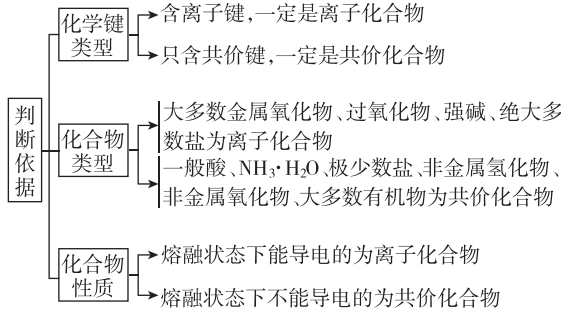 判断依据
化学键类型
含离子键,一定是离子化合物
只含共价键,一定是共价化合物
化合物类型
大多数金属氧化物、过氧化物、强碱、绝大多
数盐为离子化合物
一般酸、NH₃·H₂O、极少数盐、非金属氢化物、
非金属氧化物、大多数有机物为共价化合物
化合物性质
熔融状态下能导电的为离子化合物
熔融状态下不能导电的为共价化合物